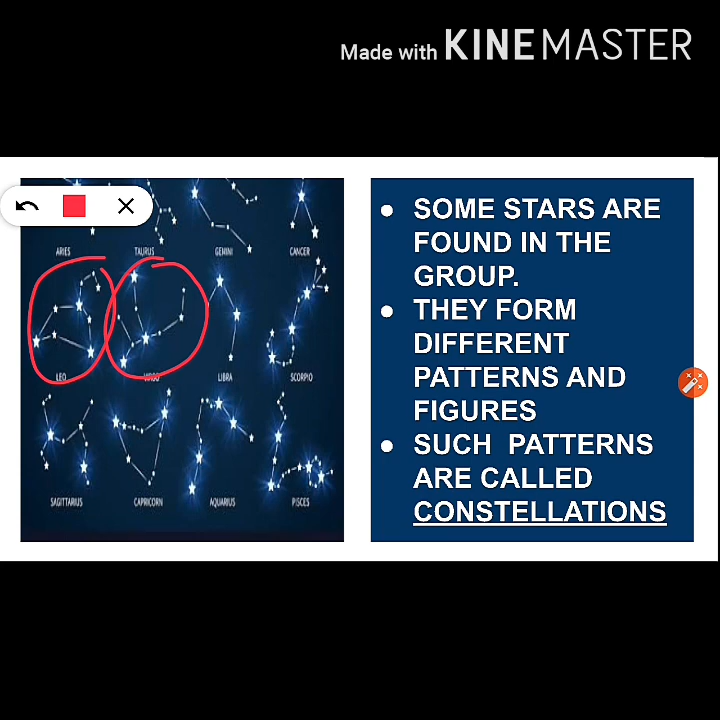 Made with KINEMASTER
ARIES
TAURUS
GEMINI
CANCER
LEO
VIRGO
LIBRA
SCORPIO
SAGITTARIUS
CAPRICORN
AQUARIUS
PISCES
● SOME STARS ARE
FOUND IN THE
GROUP.
● THEY FORM
DIFFERENT
PATTERNS AND
FIGURES
● SUCH PATTERNS
ARE CALLED
CONSTELLATIONS